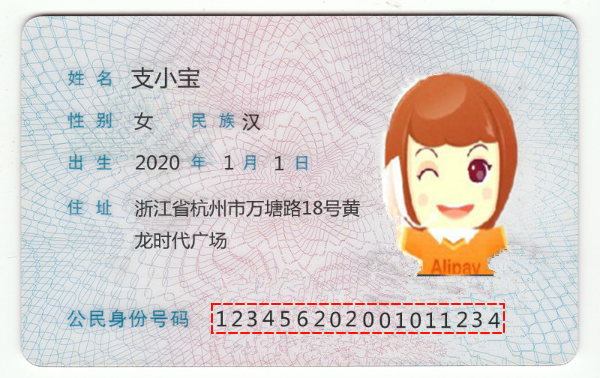 姓名 支小宝
性别 女 民族 汉
出生 2020 年 1 月 1 日
住址 浙江省杭州市万塘路18号黄
龙时代广场
Alipay
公民身份号码 123456202001011234